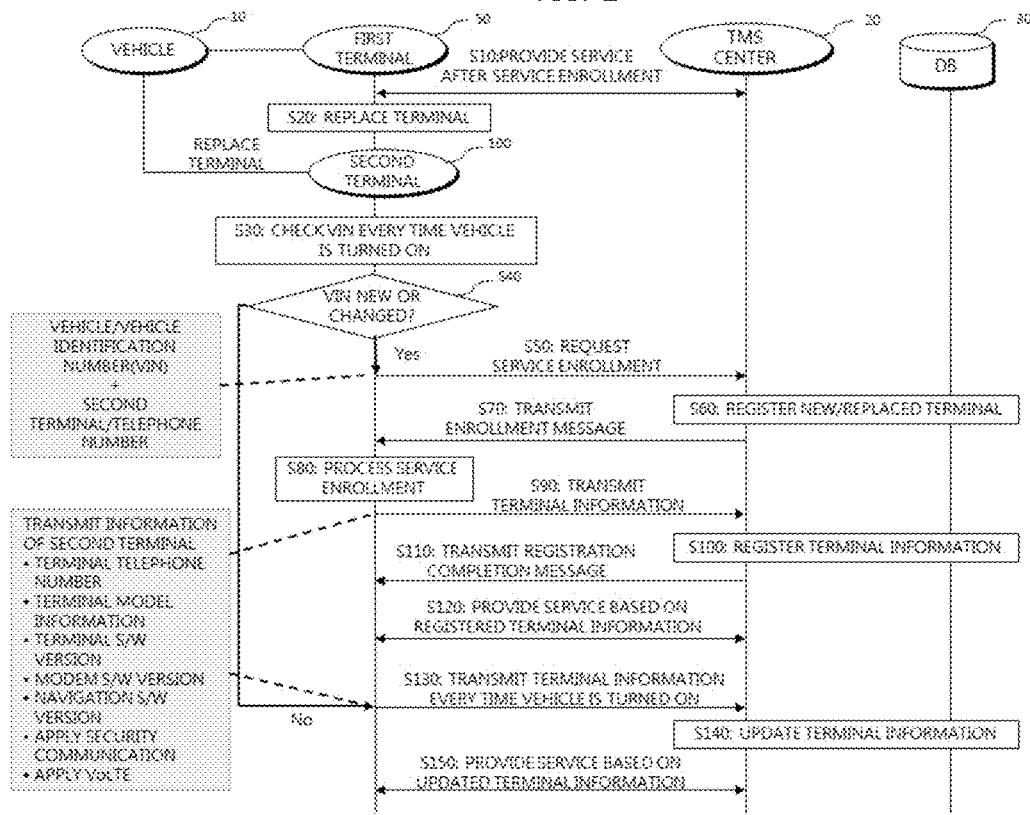 10
50
20
30
VEHICLE
FIRST
TERMINAL
TMS
CENTER
DB
S10:PROVIDE SERVICE
AFTER SERVICE ENROLLMENT
S20: REPLACE TERMINAL
REPLACE
TERMINAL
100
SECOND
TERMINAL
S30: CHECK VIN EVERY TIME VEHICLE
IS TURNED ON
S40
VIN NEW OR
CHANGED?
VEHICLE/VEHICLE
IDENTIFICATION
NUMBER(VIN)
+
SECOND
TERMINAL/TELEPHONE
NUMBER
Yes
S50: REQUEST
SERVICE ENROLLMENT
S60: REGISTER NEW/REPLACED TERMINAL
S70: TRANSMIT
ENROLLMENT MESSAGE
S80: PROCESS SERVICE
ENROLLMENT
S90: TRANSMIT
TERMINAL INFORMATION
TRANSMIT INFORMATION
OF SECOND TERMINAL
• TERMINAL TELEPHONE
NUMBER
• TERMINAL MODEL
INFORMATION
• TERMINAL S/W
VERSION
• MODEM S/W VERSION
• NAVIGATION S/W
VERSION
• APPLY SECURITY
COMMUNICATION
• APPLY VoLTE
S100: REGISTER TERMINAL INFORMATION
S110: TRANSMIT REGISTRATION
COMPLETION MESSAGE
S120: PROVIDE SERVICE BASED ON
REGISTERED TERMINAL INFORMATION
S130: TRANSMIT TERMINAL INFORMATION
EVERY TIME VEHICLE IS TURNED ON
No
S140: UPDATE TERMINAL INFORMATION
S150: PROVIDE SERVICE BASED ON
UPDATED TERMINAL INFORMATION